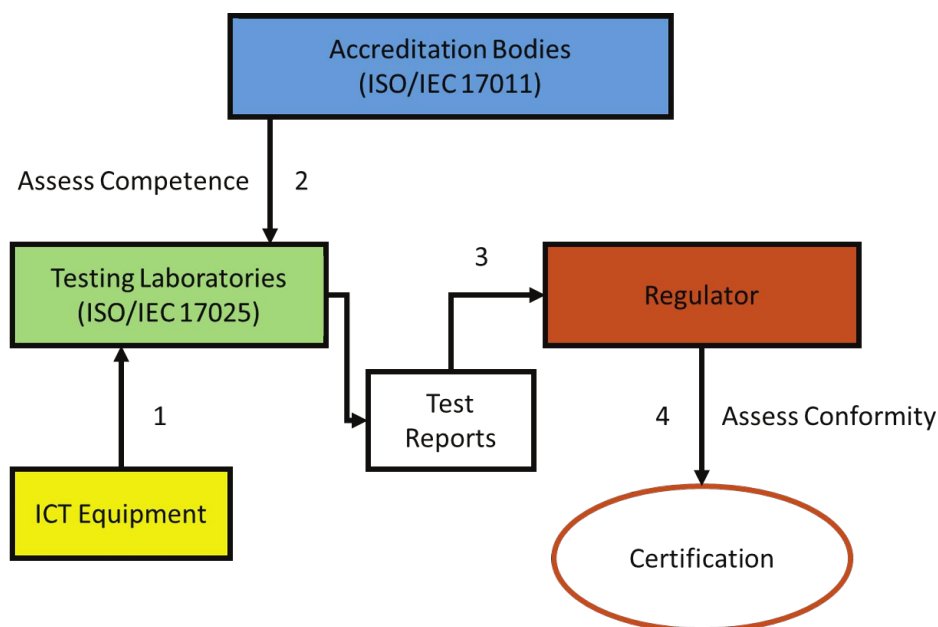 Accreditation Bodies
(ISO/IEC 17011)
Assess Competence
2
Testing Laboratories
(ISO/IEC 17025)
3
Regulator
1
Test
Reports
4
Assess Conformity
ICT Equipment
Certification